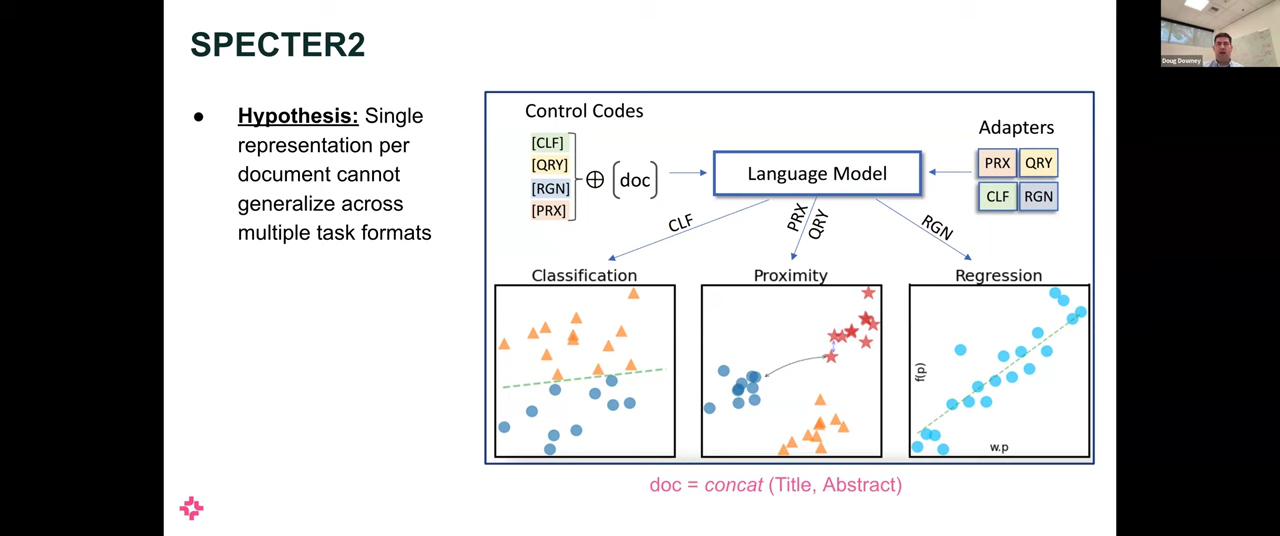 SPECTER2
● Hypothesis: Single
representation per
document cannot
generalize across
multiple task formats
Control Codes
[CLF]
[QRY]
[RGN]
[PRX]
⊕ [doc]
Language Model
Adapters
PRX QRY
CLF RGN
CLF
PRX
QRY
RGN
Classification
Proximity
Regression
f(p)
w.p
doc = concat (Title, Abstract)
Doug Downey